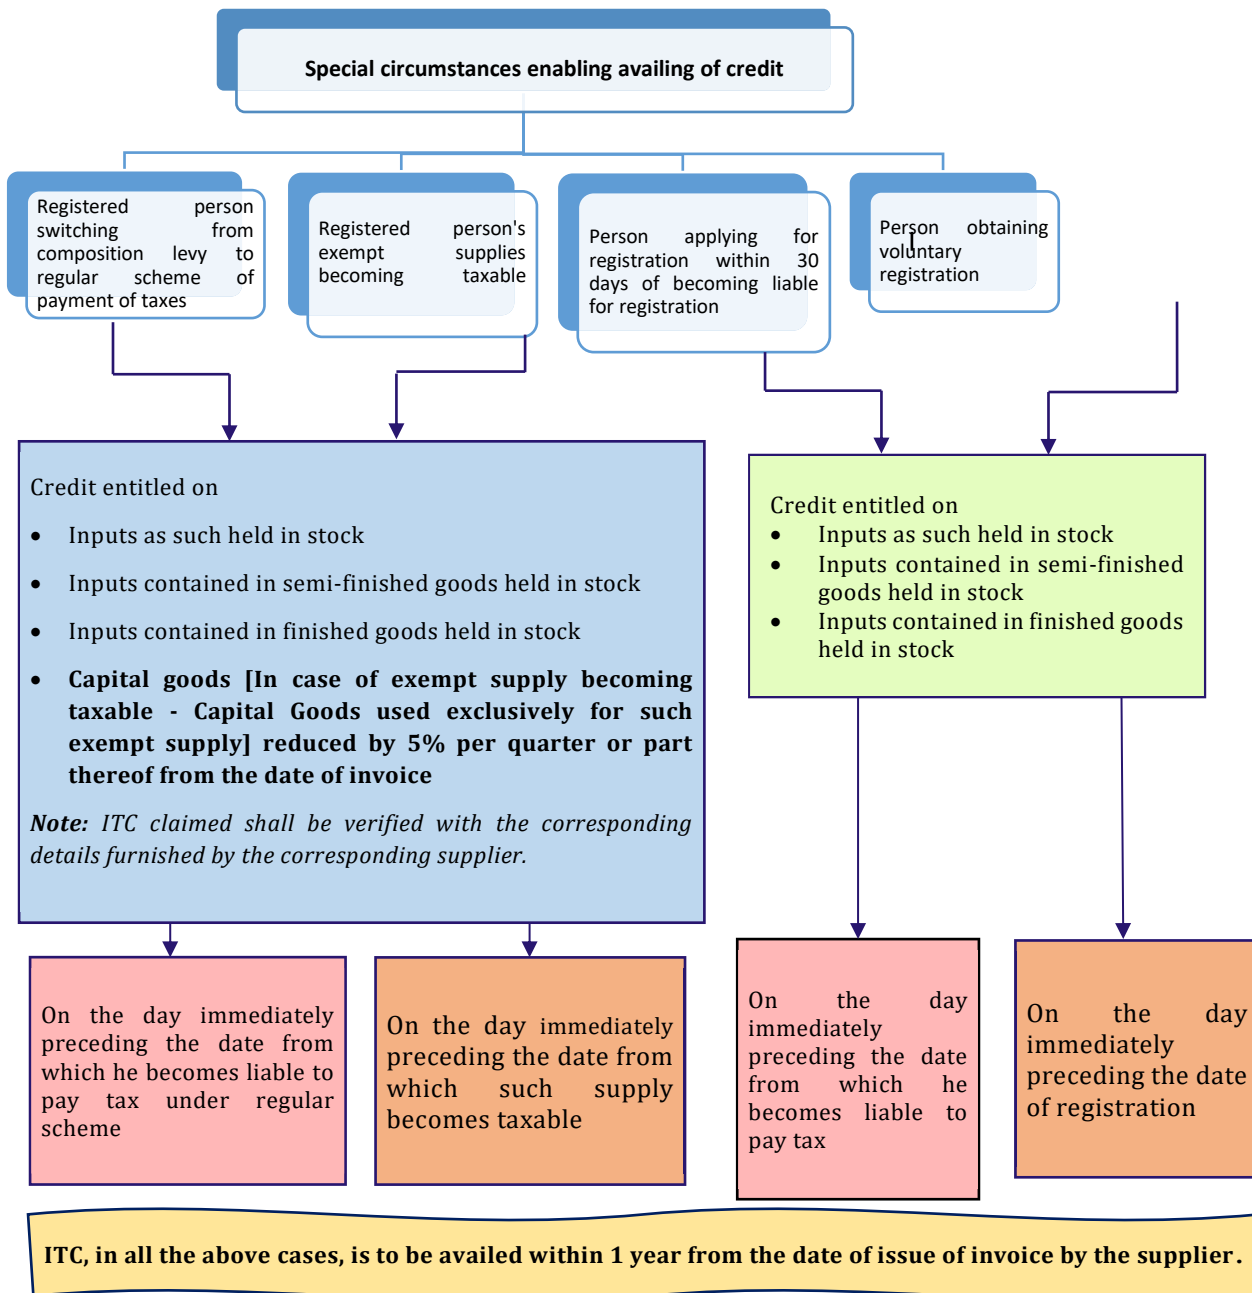 Special circumstances enabling availing of credit
Registered person
switching from
composition levy to
regular scheme of
payment of taxes
Registered person's
exempt supplies
becoming taxable
Person applying for
registration within 30
days of becoming liable
for registration
Person obtaining
voluntary
registration
Credit entitled on
• Inputs as such held in stock
• Inputs contained in semi-finished goods held in stock
• Inputs contained in finished goods held in stock
• Capital goods [In case of exempt supply becoming
taxable - Capital Goods used exclusively for such
exempt supply] reduced by 5% per quarter or part
thereof from the date of invoice
Note: ITC claimed shall be verified with the corresponding
details furnished by the corresponding supplier.
Credit entitled on
• Inputs as such held in stock
• Inputs contained in semi-finished
goods held in stock
• Inputs contained in finished goods
held in stock
On the day immediately
preceding the date from
which he becomes liable to
pay tax under regular
scheme
On the day immediately
preceding the date from
which such supply
becomes taxable
On the day
immediately
preceding the date
from which he
becomes liable to
pay tax
On the day
immediately
preceding the date
of registration
ITC, in all the above cases, is to be availed within 1 year from the date of issue of invoice by the supplier.